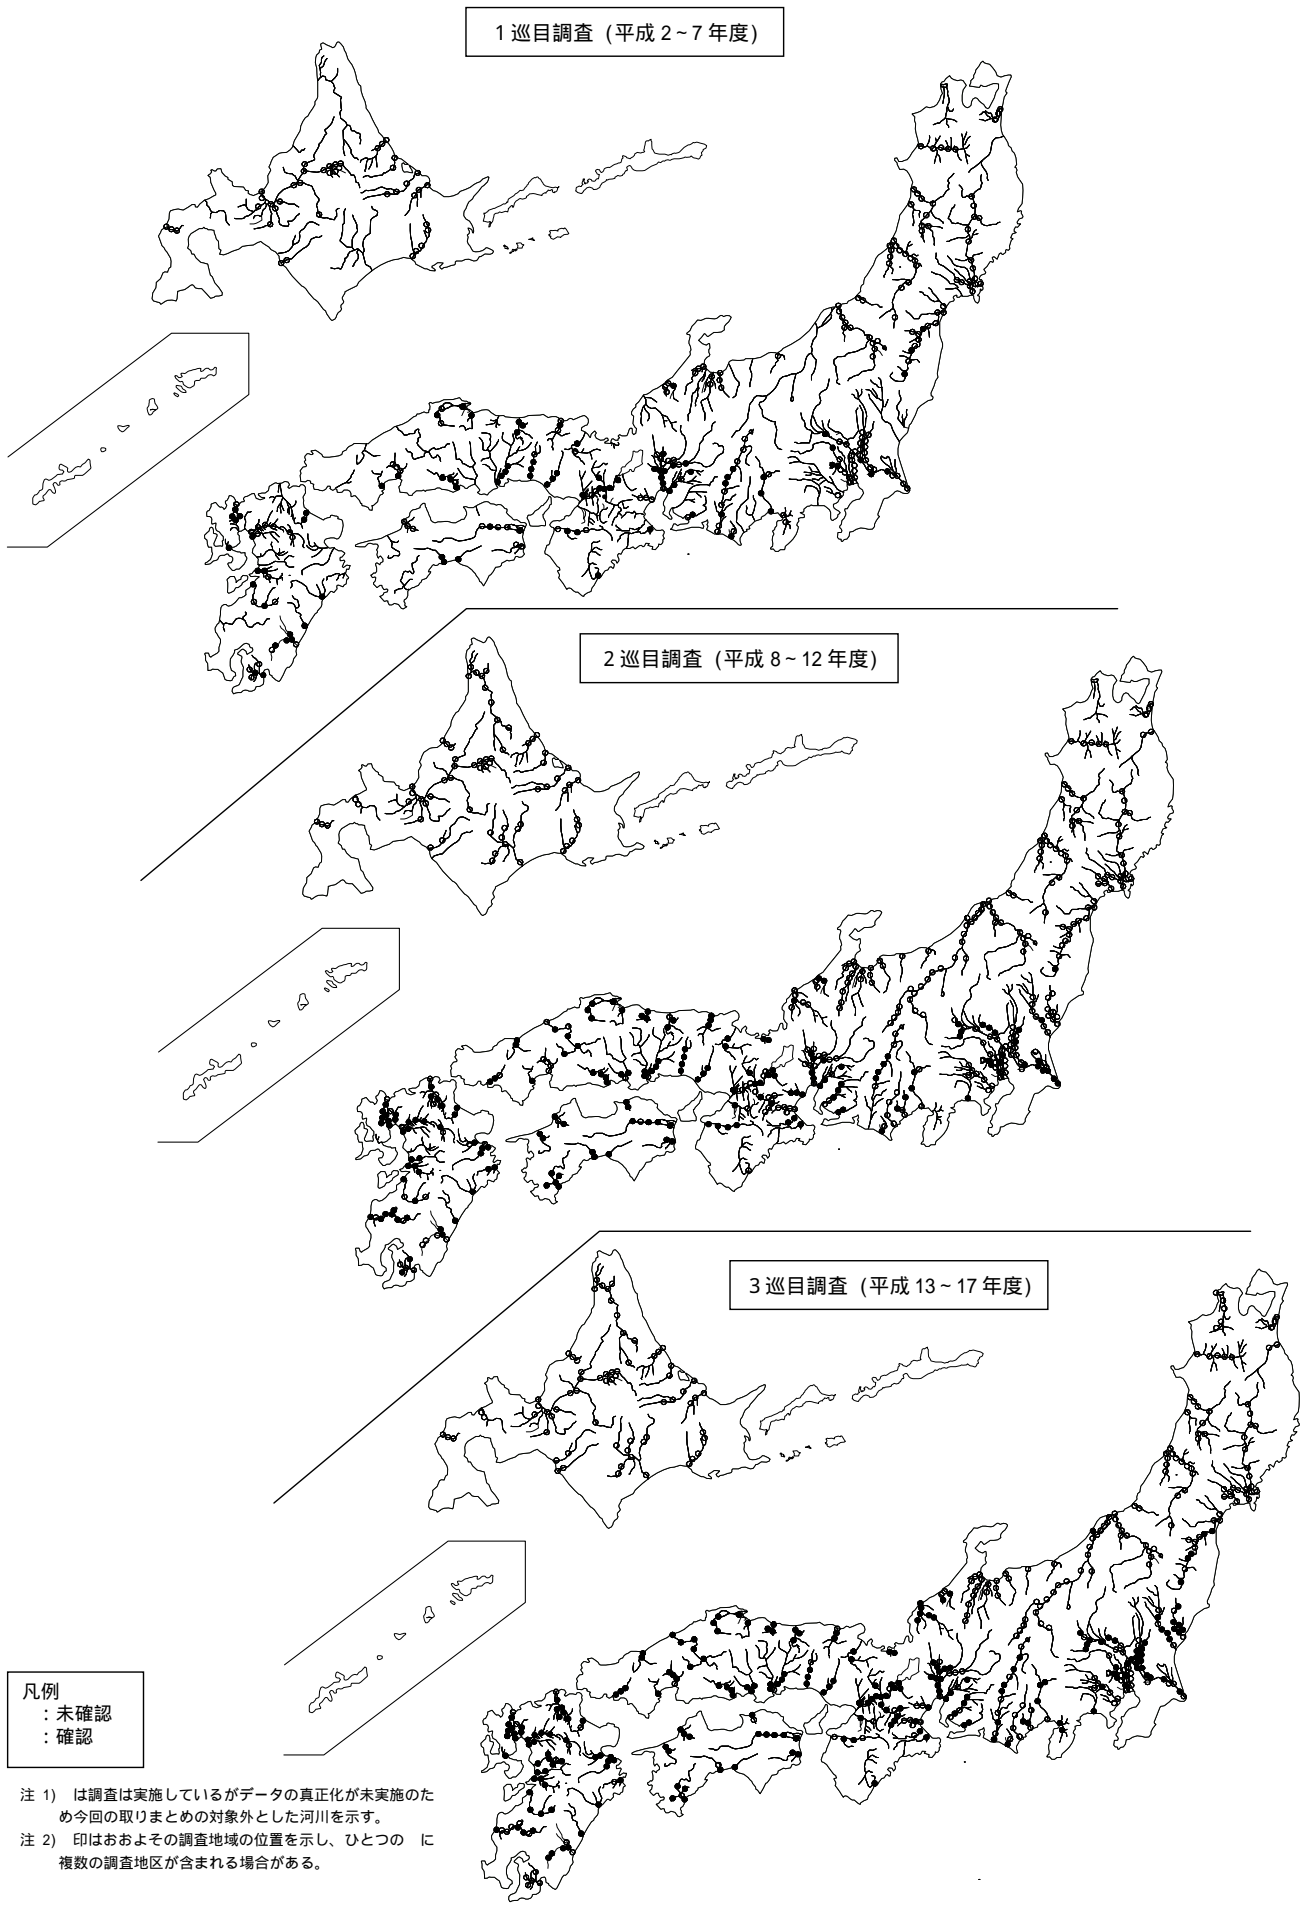 1巡目調査 (平成 2~7 年度)
2巡目調査 (平成 8~12 年度)
3巡目調査 (平成 13~17 年度)
凡例
:未確認
:確認
注 1) は調査は実施しているがデータの真正化が未実施のた
め今回の取りまとめの対象外とした河川を示す。
注 2) 印はおおよその調査地域の位置を示し、ひとつの に
複数の調査地区が含まれる場合がある。